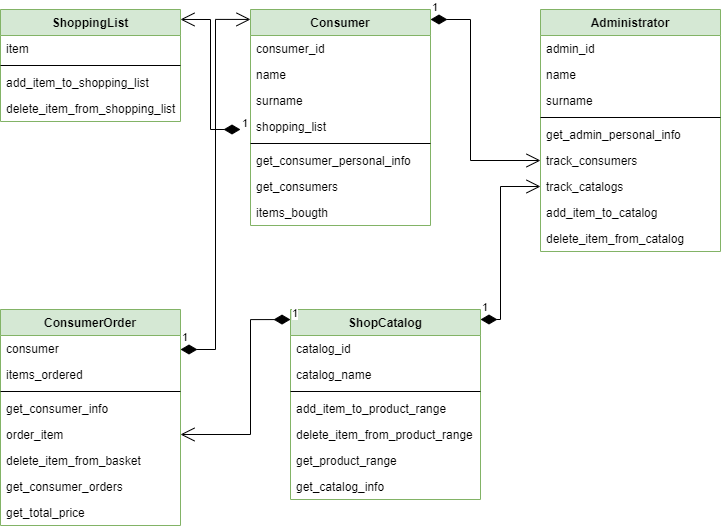 ShoppingList
item
add_item_to_shopping_list
delete_item_from_shopping_list
1
Consumer
consumer_id
name
surname
shopping_list
get_consumer_personal_info
get_consumers
items_bougth
1
Administrator
admin_id
name
surname
get_admin_personal_info
track_consumers
track_catalogs
add_item_to_catalog
delete_item_from_catalog
ConsumerOrder
consumer
items_ordered
get_consumer_info
order_item
delete_item_from_basket
get_consumer_orders
get_total_price
1
1
ShopCatalog
catalog_id
catalog_name
add_item_to_product_range
delete_item_from_product_range
get_product_range
get_catalog_info
1